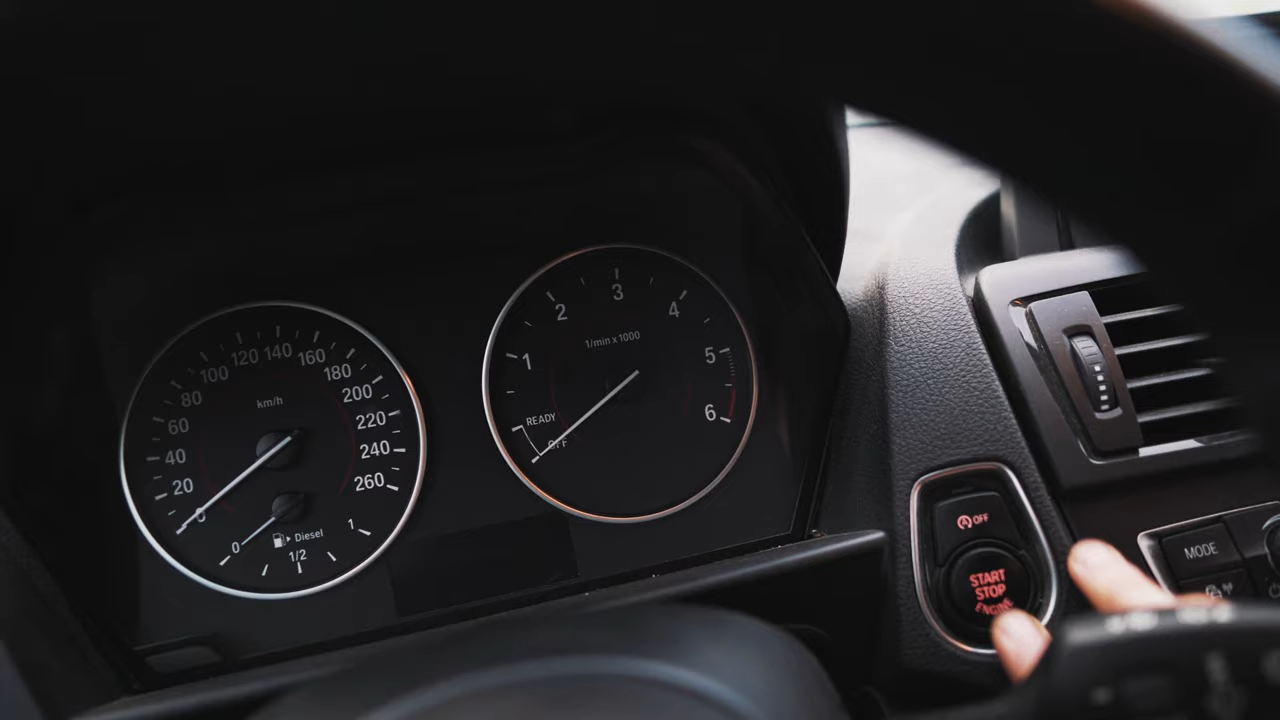 km/h
0
20
40
60
80
100
120
140
160
180
200
220
240
260
0
1/2
1
Diesel
1/min x 1000
1
2
3
4
5
6
READY
OFF
A OFF
START
STOP
ENGINE
MODE